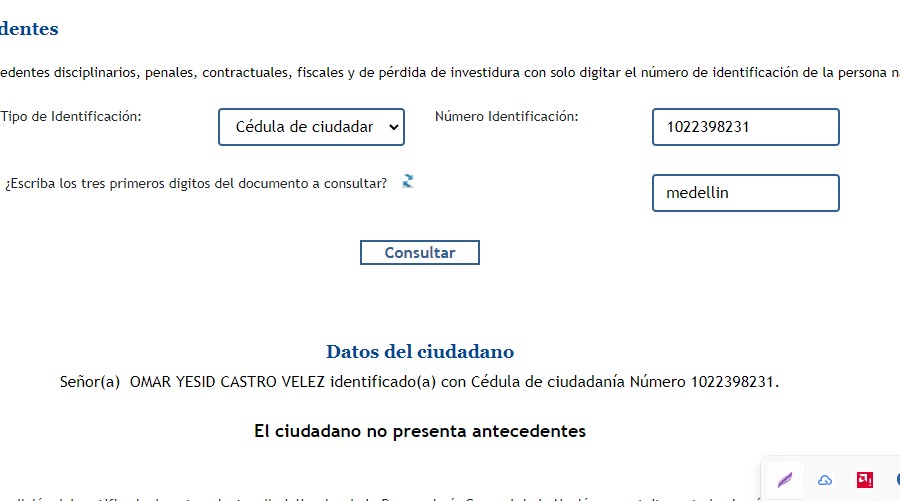 dentes
edentes disciplinarios, penales, contractuales, fiscales y de pérdida de investidura con solo digitar el número de identificación de la persona n
Tipo de Identificación: Cédula de ciudadar Número Identificación: 1022398231
¿Escriba los tres primeros digitos del documento a consultar? medellin
Consultar
Datos del ciudadano
Señor(a) OMAR YESID CASTRO VELEZ identificado(a) con Cédula de ciudadanía Número 1022398231.
El ciudadano no presenta antecedentes